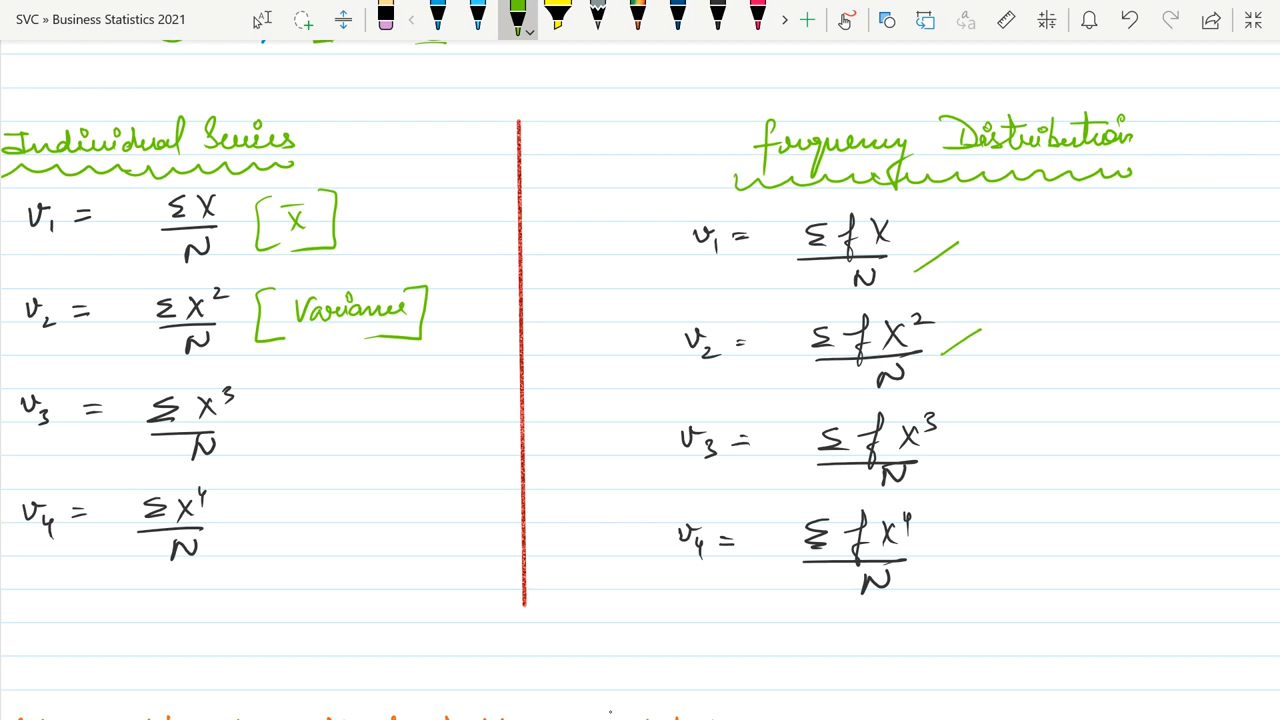 SVC » Business Statistics 2021
Individual Series
v₁ = ΣX/N [X̄]
v₂ = ΣX²/N [Variance]
v₃ = ΣX³/N
v₄ = ΣX⁴/N
frequency Distribution
v₁ = ΣfX/N
v₂ = ΣfX²/N
v₃ = ΣfX³/N
v₄ = ΣfX⁴/N